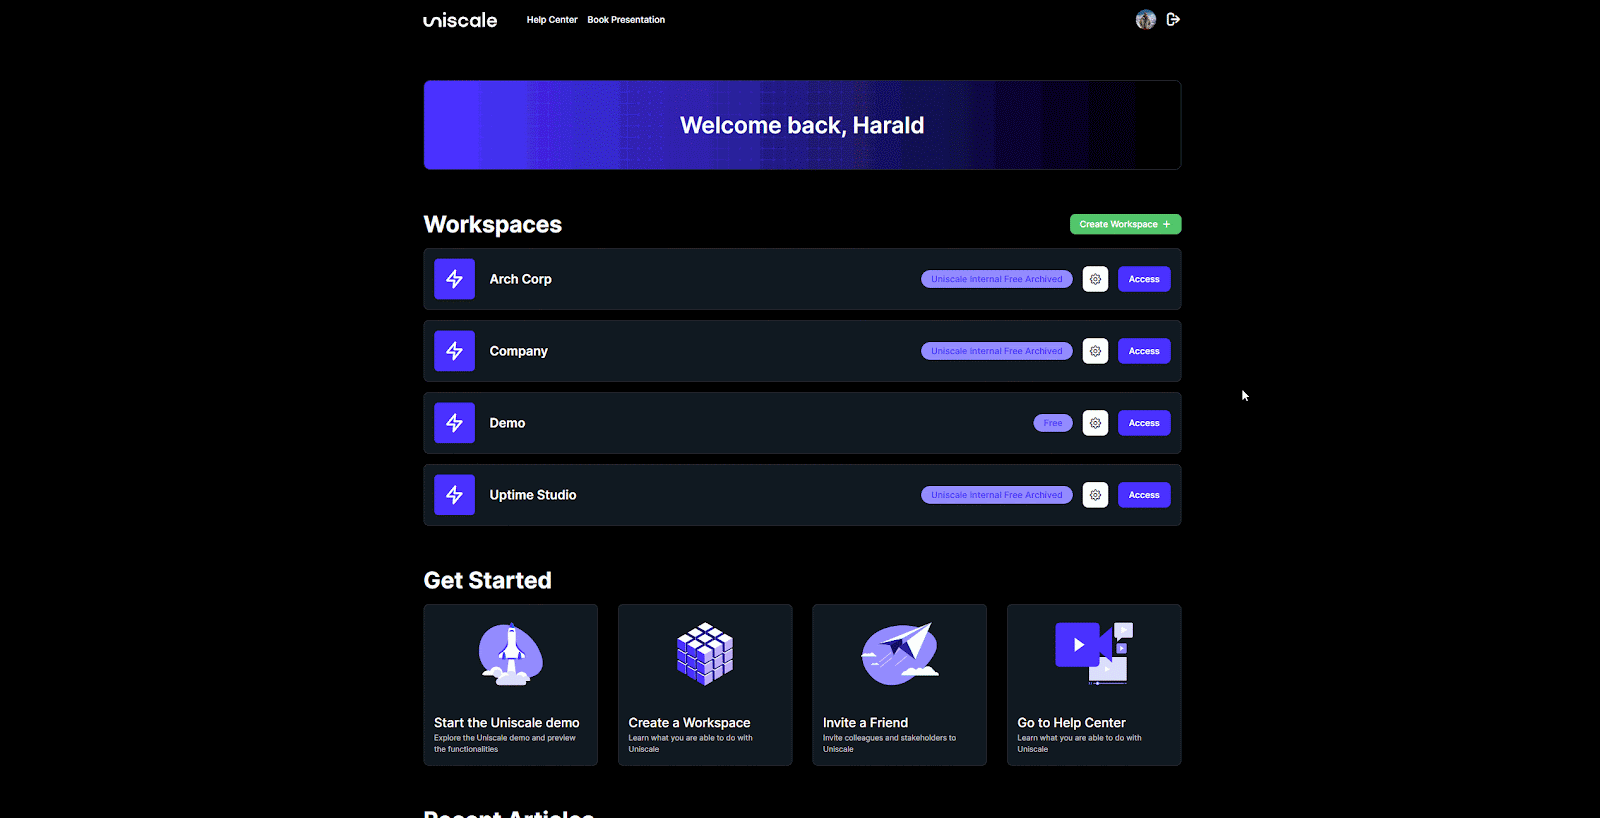 uniscale Help Center Book Presentation
Welcome back, Harald
Workspaces Create Workspace +
Arch Corp Uniscale Internal Free Archived Access
Company Uniscale Internal Free Archived Access
Demo Free Access
Uptime Studio Uniscale Internal Free Archived Access
Get Started
Start the Uniscale demo
Explore the Uniscale demo and preview
the functionalities
Create a Workspace
Learn what you are able to do with
Uniscale
Invite a Friend
Invite colleagues and stakeholders to
Uniscale
Go to Help Center
Learn what you are able to do with
Uniscale
Recent Articles